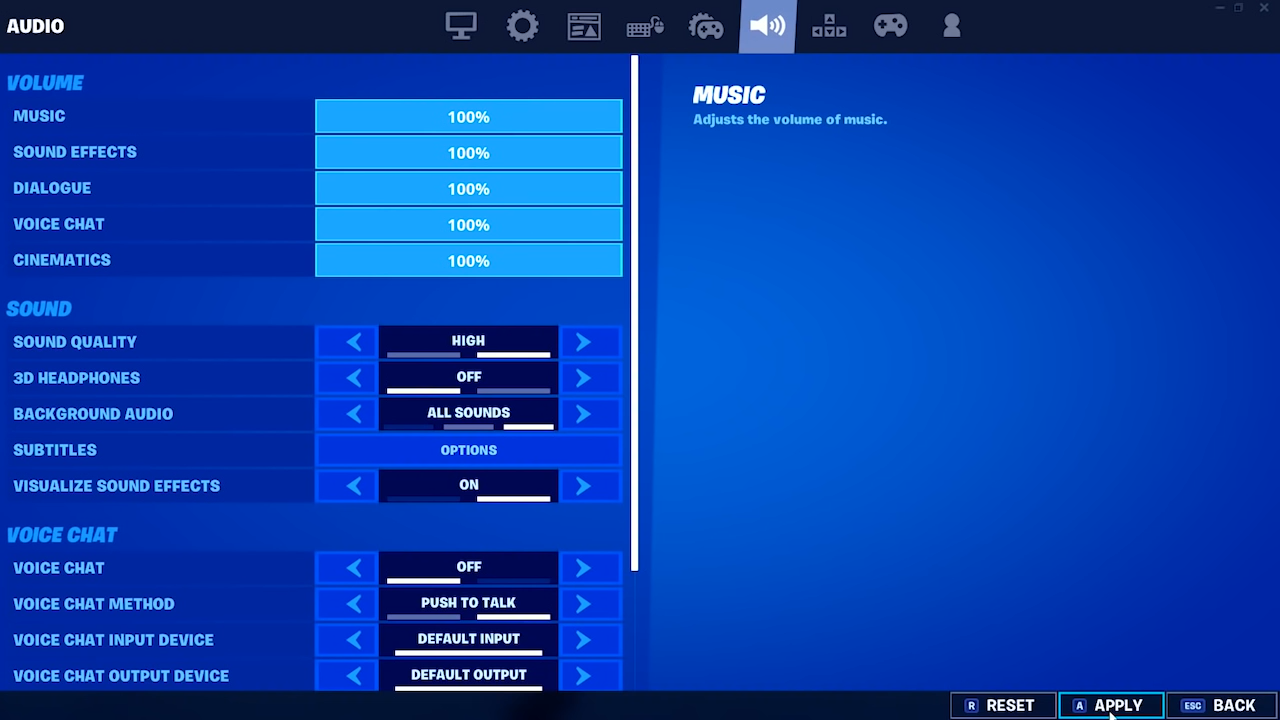 AUDIO
VOLUME
MUSIC 100%
SOUND EFFECTS 100%
DIALOGUE 100%
VOICE CHAT 100%
CINEMATICS 100%
SOUND
SOUND QUALITY HIGH
3D HEADPHONES OFF
BACKGROUND AUDIO ALL SOUNDS
SUBTITLES OPTIONS
VISUALIZE SOUND EFFECTS ON
VOICE CHAT
VOICE CHAT OFF
VOICE CHAT METHOD PUSH TO TALK
VOICE CHAT INPUT DEVICE DEFAULT INPUT
VOICE CHAT OUTPUT DEVICE DEFAULT OUTPUT
MUSIC
Adjusts the volume of music.
R RESET A APPLY ESC BACK